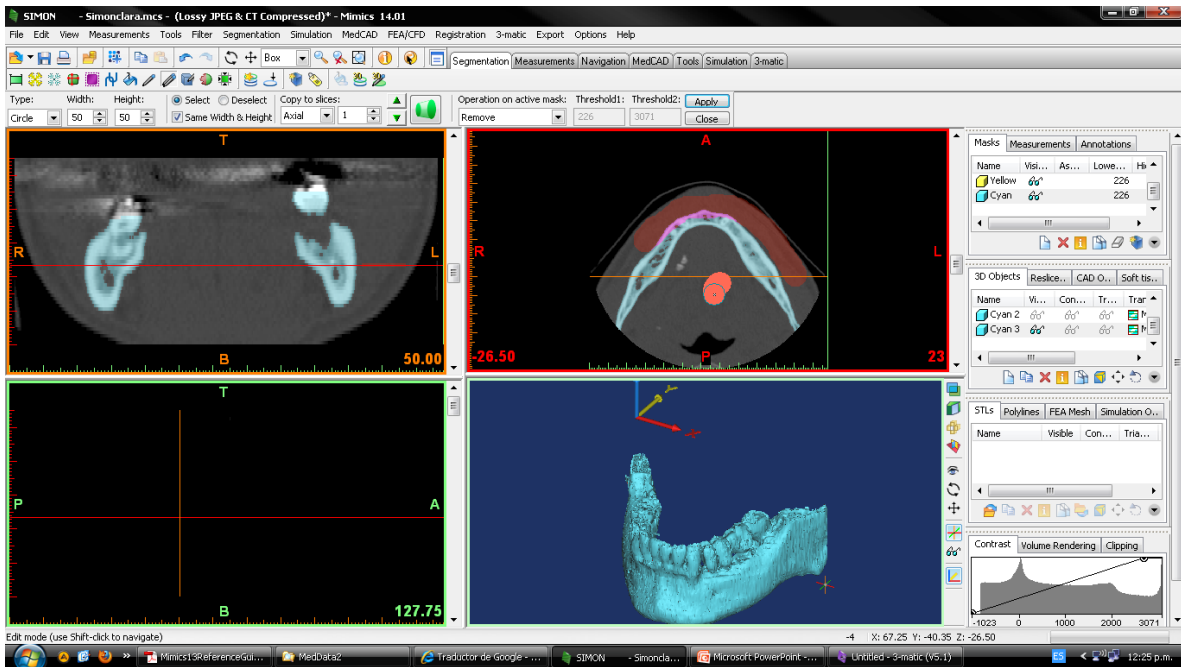 SIMON - Simonclara.mcs - (Lossy JPEG & CT Compressed)* - Mimics 14.01
File Edit View Measurements Tools Filter Segmentation Simulation MedCAD FEA/CFD Registration 3-matic Export Options Help
Box
Segmentation Measurements Navigation MedCAD Tools Simulation 3-matic
Type: Width: Height: Select Deselect Copy to slices: Operation on active mask: Threshold1: Threshold2: Apply
Circle 50 50 Same Width & Height Axial 1 Remove 226 3071 Close
T
R
L
B
50.00
A
R
L
-26.50
P
23
T
P
A
B
127.75
Y
X
Masks Measurements Annotations
Name Visi... As... Lowe... Hi
Yellow 226
Cyan 226
3D Objects Reslice... CAD O... Soft tis...
Name Vi... Con... Tr... Trar
Cyan 2
Cyan 3
STLs Polylines FEA Mesh Simulation O...
Name Visible Con... Tria...
Contrast Volume Rendering Clipping
-1023 0 1000 2000 3071
Edit mode (use Shift-click to navigate)
-4 X: 67.25 Y: -40.35 Z: -26.50
Mimics13ReferenceGui... MedData2 Traductor de Google - ... SIMON - Simoncla... Microsoft PowerPoint -... Untitled - 3-matic (V5.1) ES 12:25 p.m.